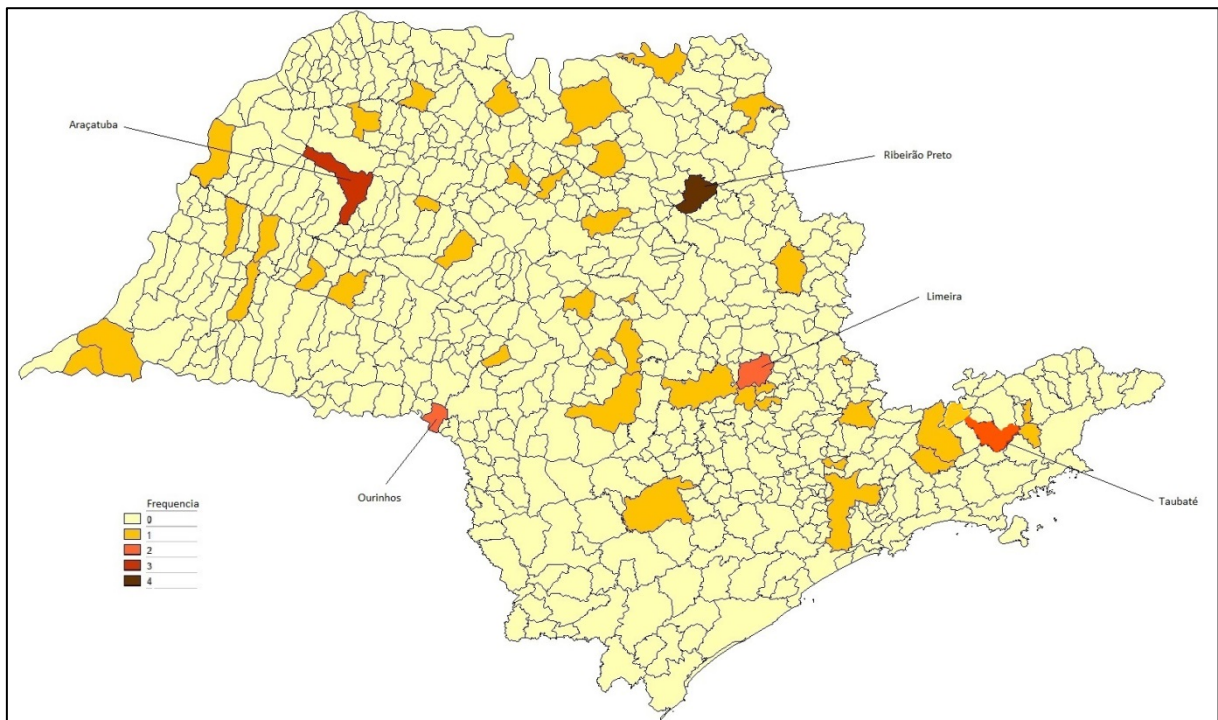 Araçatuba
Ribeirão Preto
Limeira
Ourinhos
Taubaté
Frequencia
0
1
2
3
4